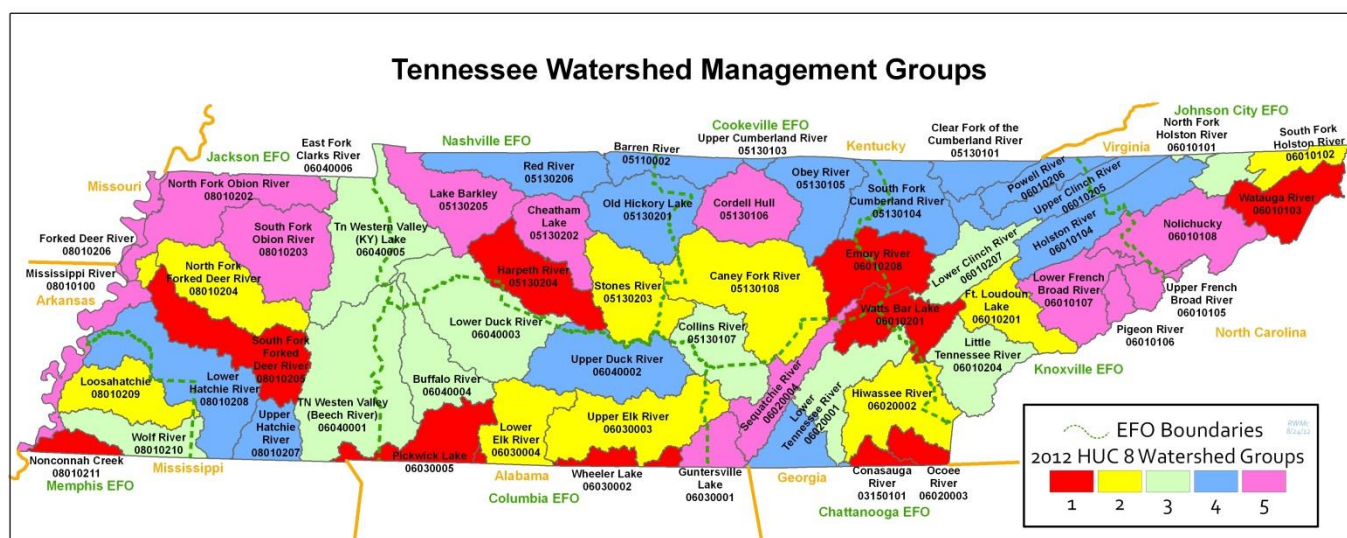 Tennessee Watershed Management Groups
Johnson City EFO
North Fork
Holston River
06010101
South Fork
Holston River
06010102
Cookeville EFO
Upper Cumberland River
05130103
Clear Fork of the
Cumberland River
05130101
East Fork
Clarks River
06040006
Nashville EFO
Barren River
05110002
Kentucky
Virginia
Jackson EFO
Missouri
North Fork Obion River
08010202
Red River
05130206
Obey River
05130105
Powell River
06010206
Upper Clinch River
06010205
Watauga River
06010103
Lake Barkley
05130205
Old Hickory Lake
05130201
Cordell Hull
05130106
South Fork
Cumberland River
05130104
Cheatham
Lake
05130202
South Fork
Obion River
08010203
Tn Western Valley
(KY) Lake
06040005
Holston River
06010104
Nolichucky
06010108
Forked Deer River
08010206
Mississippi River
08010100
Arkansas
North Fork
Forked Deer River
08010204
Harpeth River
05130204
Stones River
05130203
Caney Fork River
05130108
Emory River
06010208
Lower Clinch River
06010207
Lower French
Broad River
06010107
Upper French
Broad River
06010105
Ft. Loudoun
Lake
06010201
Watts Bar Lake
06010201
Pigeon River
06010106
North Carolina
Lower Duck River
06040003
Collins River
05130107
South Fork
Forked
Deer River
08010205
Upper Duck River
06040002
Little
Tennessee River
06010204
Knoxville EFO
Loosahatchie
08010209
Lower
Hatchie River
08010208
Buffalo River
06040004
Sequatchie River
06020004
Lower
Tennessee River
06020001
Hiwassee River
06020002
Upper
Hatchie
River
08010207
TN Westen Valley
(Beech River)
06040001
Lower
Elk River
06030004
Upper Elk River
06030003
Wolf River
08010210
Nonconnah Creek
08010211
Mississippi
Memphis EFO
Pickwick Lake
06030005
Alabama
Wheeler Lake
06030002
Columbia EFO
Guntersville
Lake
06030001
Georgia
Conasauga
River
03150101
Ocoee
River
06020003
Chattanooga EFO
EFO Boundaries
2012 HUC 8 Watershed Groups
1 2 3 4 5